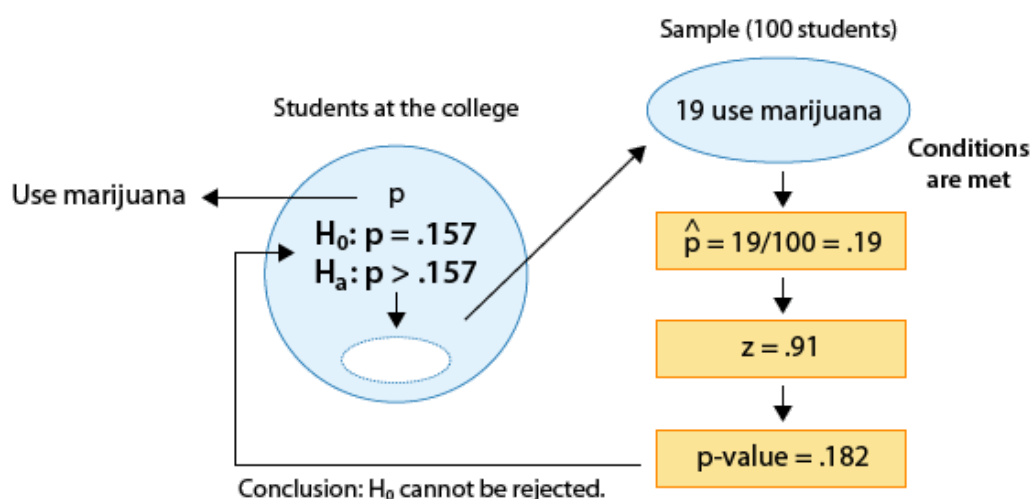 Sample (100 students)
19 use marijuana
Conditions
are met
Students at the college
Use marijuana
p
H₀: p = .157
Hₐ: p > .157
p̂ = 19/100 = .19
z = .91
p-value = .182
Conclusion: H₀ cannot be rejected.